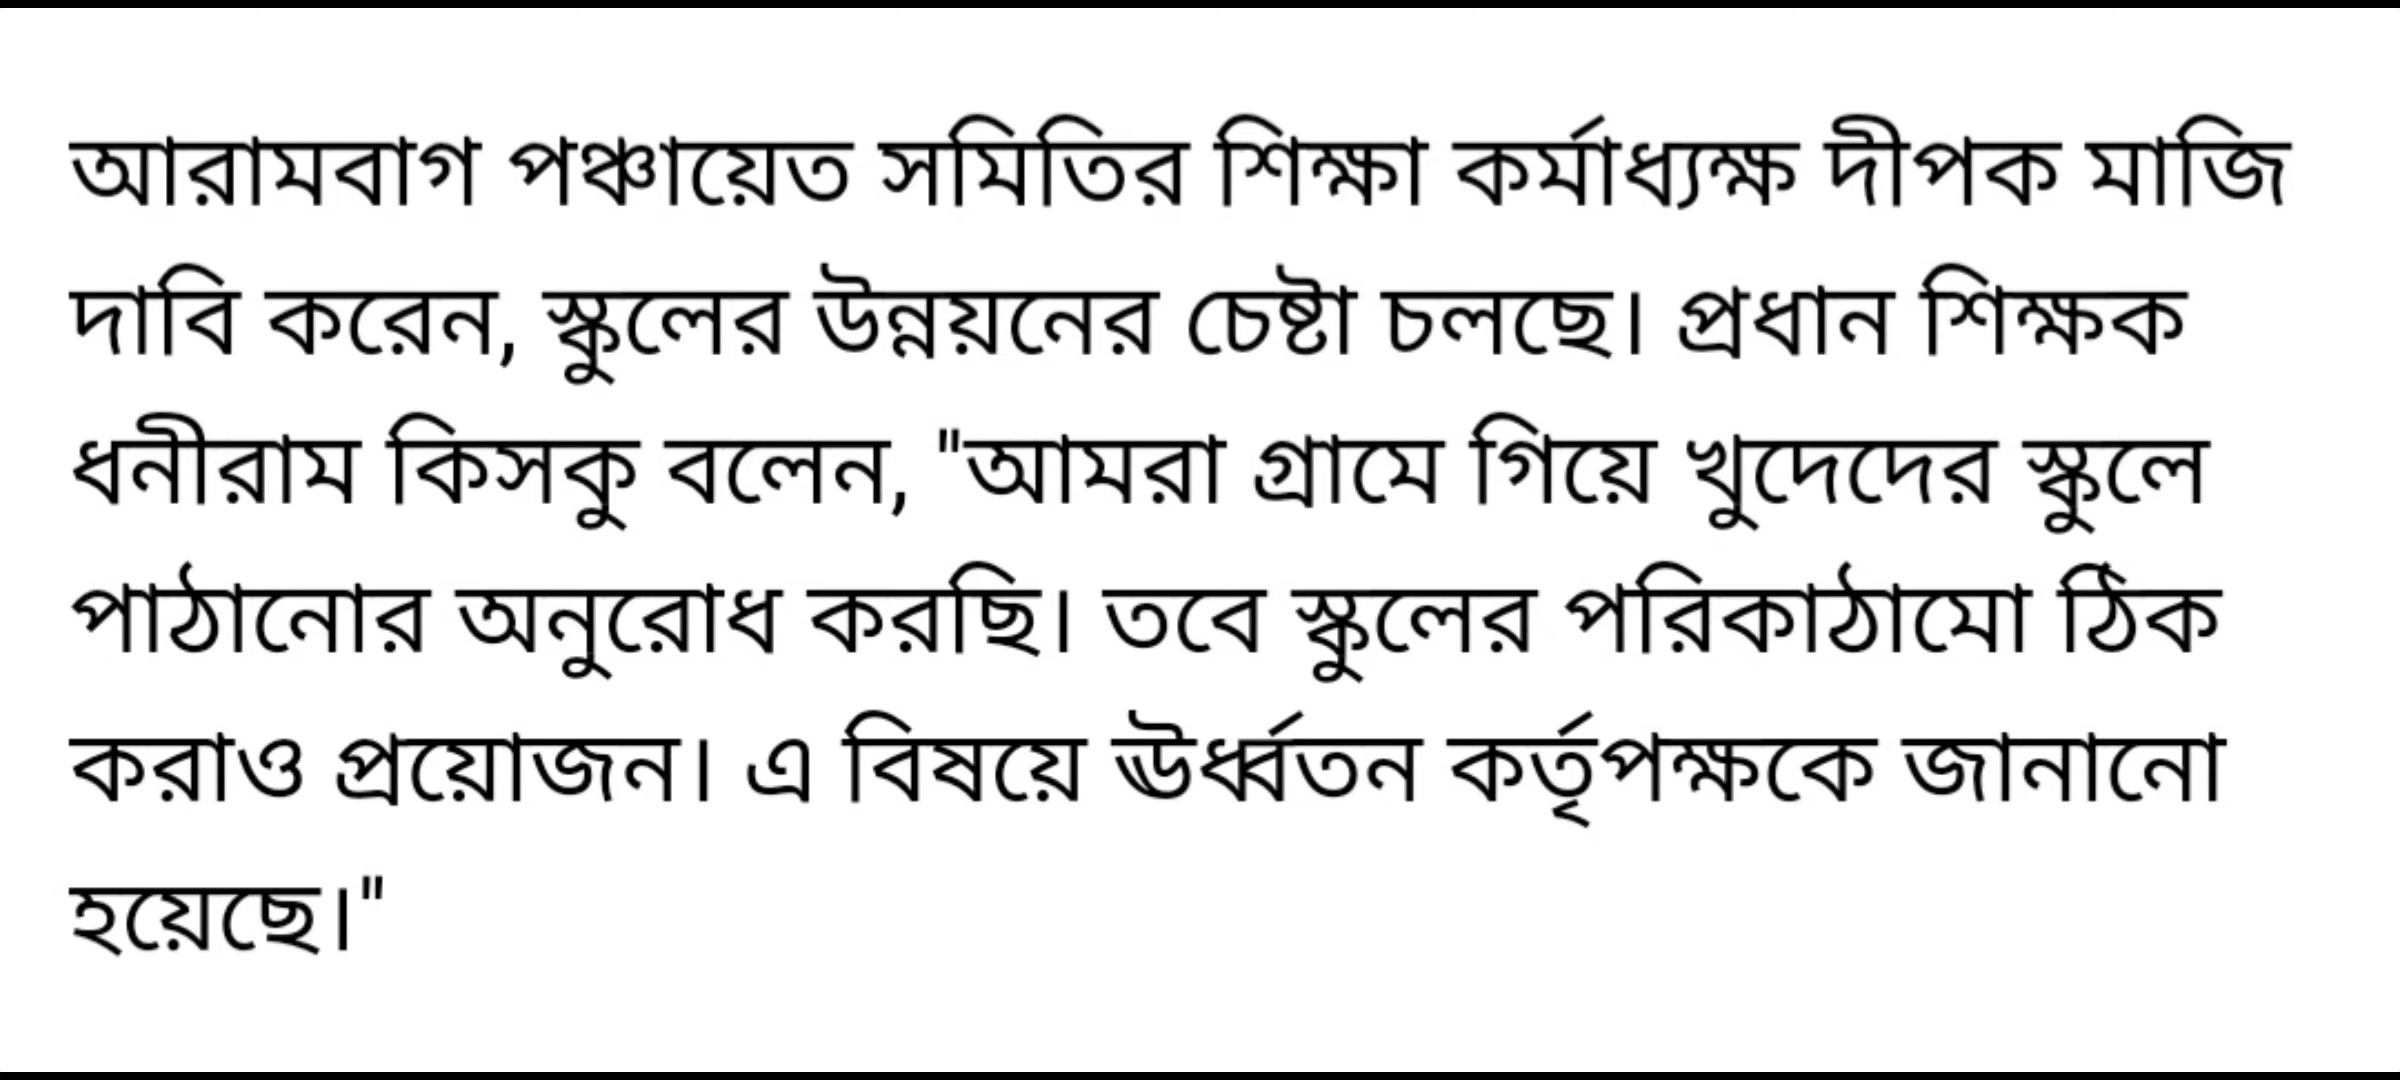 আরামবাগ পঞ্চায়েত সমিতির শিক্ষা কর্মাধ্যক্ষ দীপক মাজি
দাবি করেন, স্কুলের উন্নয়নের চেষ্টা চলছে। প্রধান শিক্ষক
ধনীরাম কিসকু বলেন, "আমরা গ্রামে গিয়ে খুদেদের স্কুলে
পাঠানোর অনুরোধ করছি। তবে স্কুলের পরিকাঠামো ঠিক
করাও প্রয়োজন। এ বিষয়ে ঊর্ধ্বতন কর্তৃপক্ষকে জানানো
হয়েছে।"